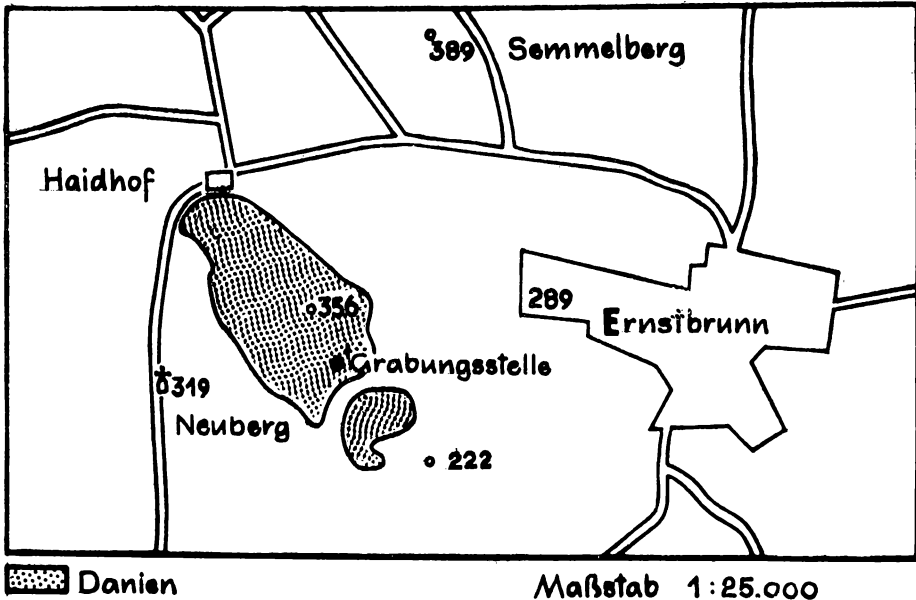 389 Semmelberg
Haidhof
289
356
Ernstbrunn
Grabungsstelle
319
Neuberg
222
Danien
Maßstab 1:25.000